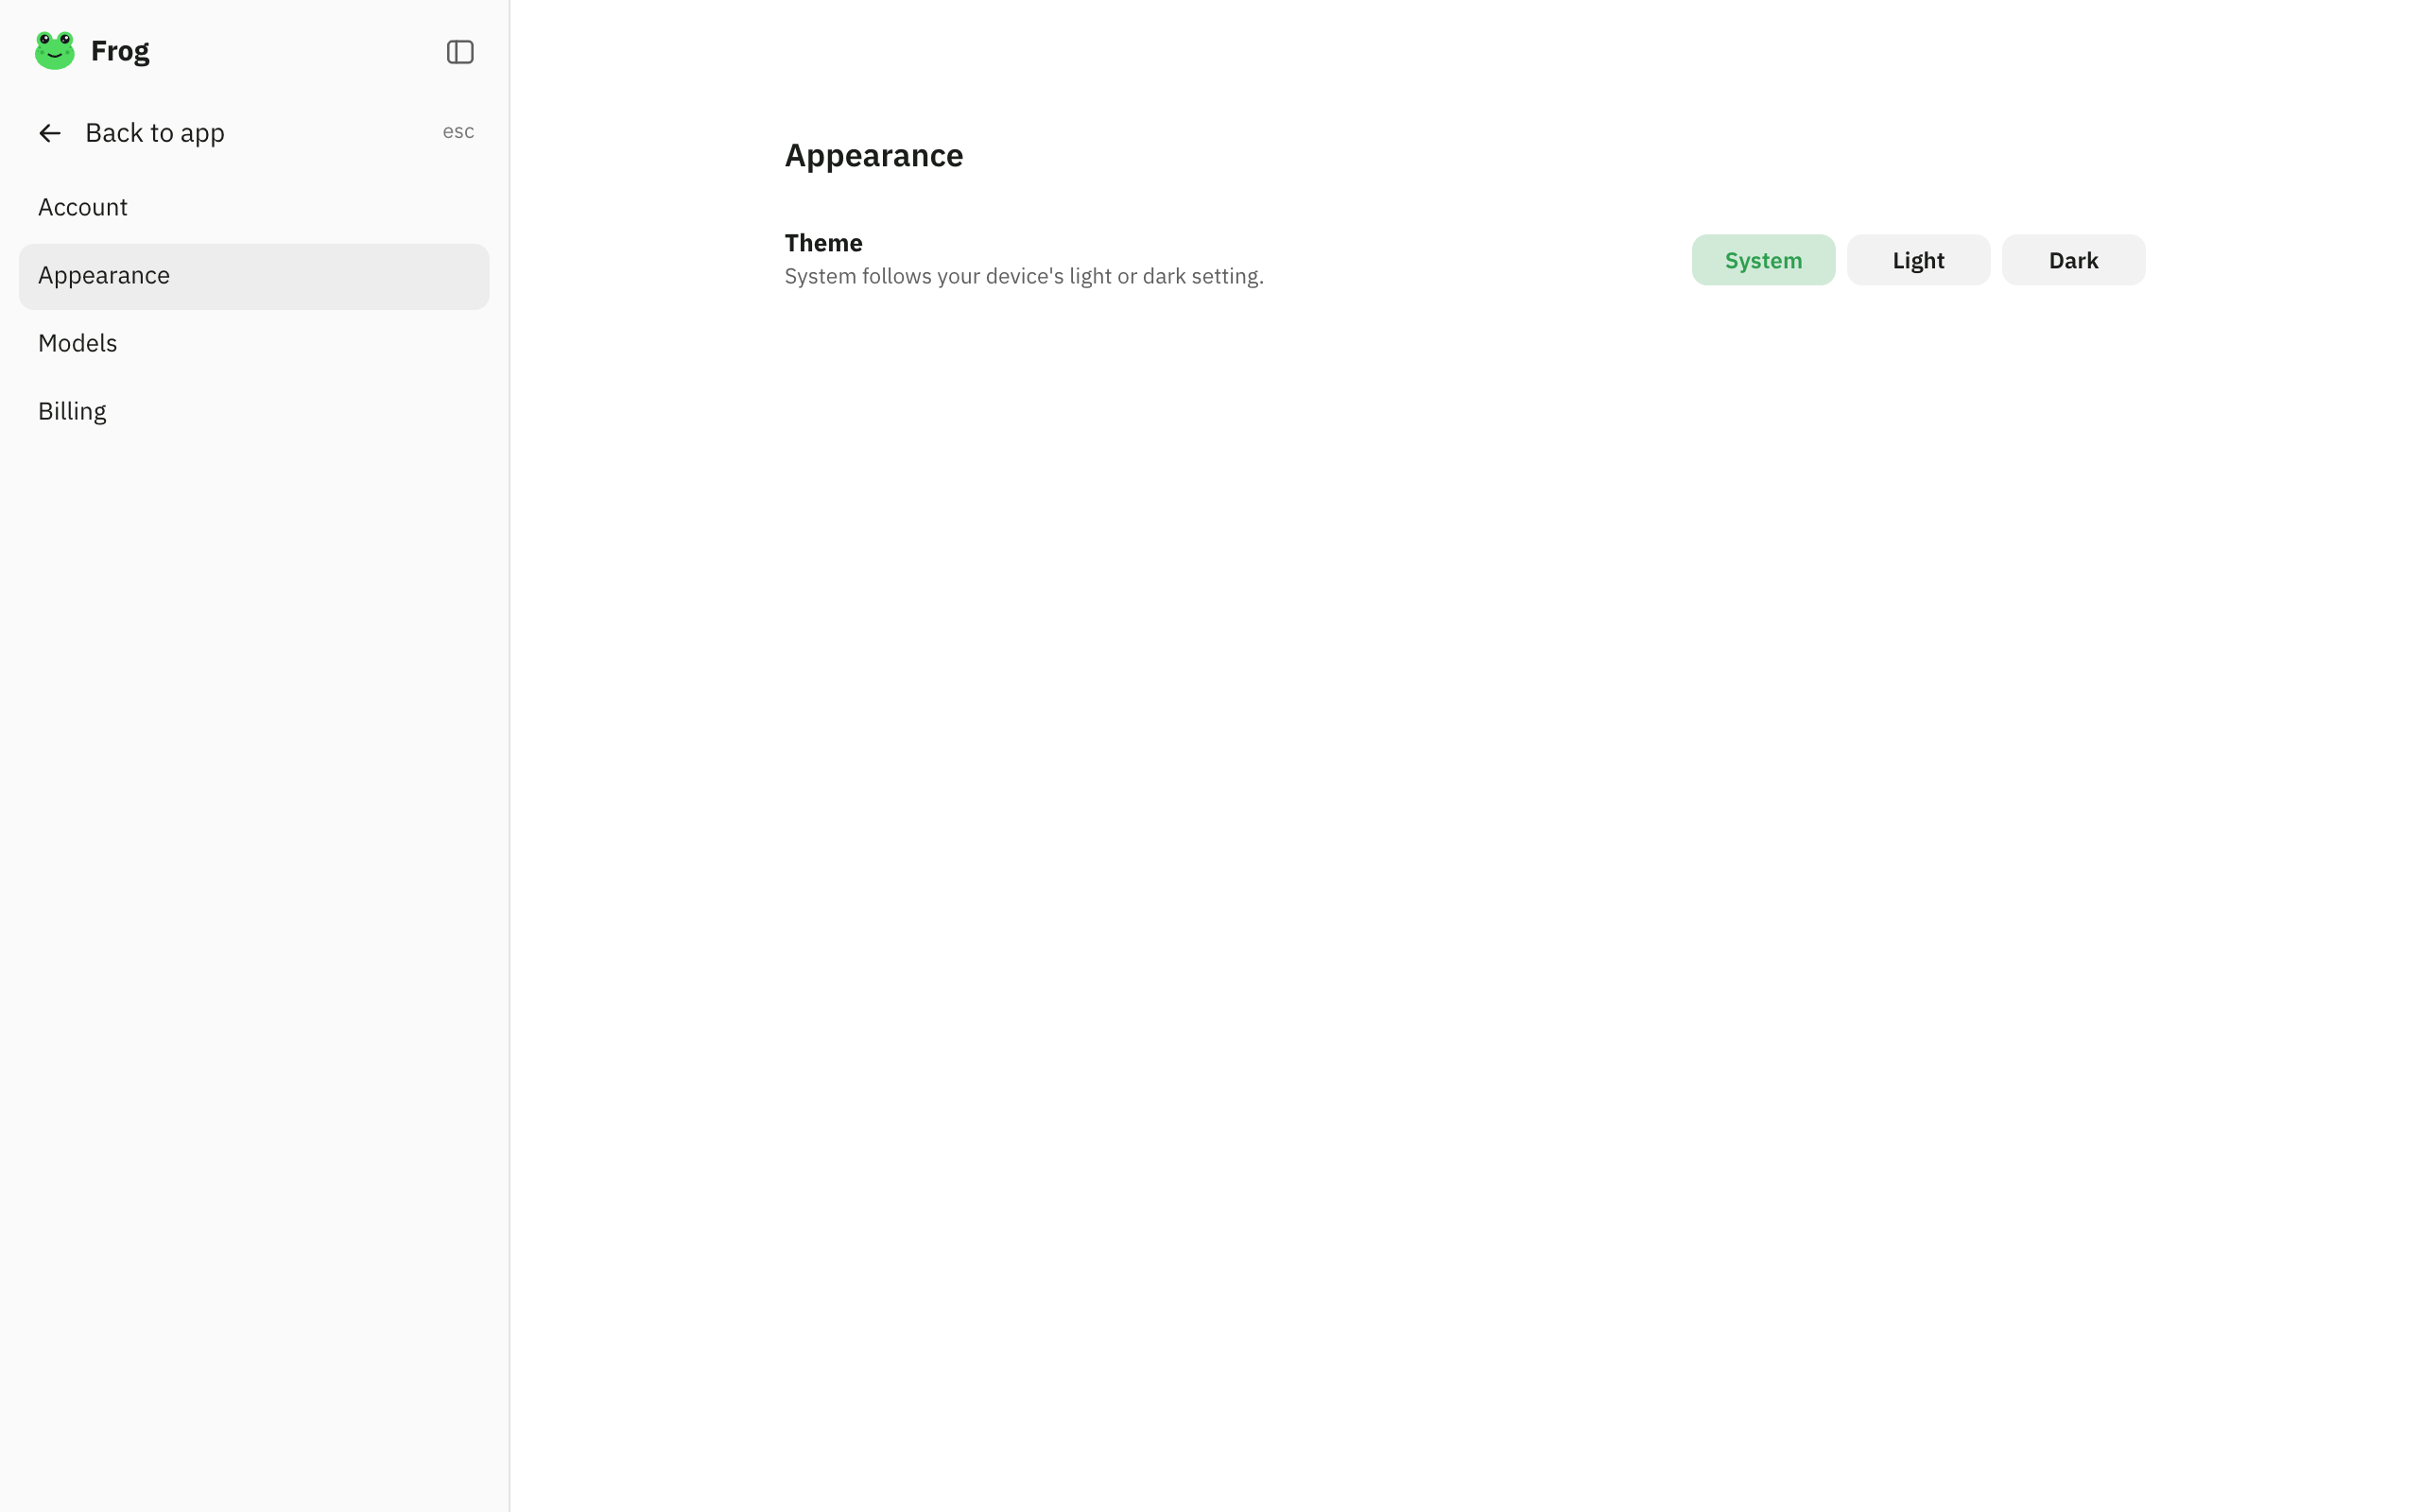 Frog
Back to app
esc
Account
Appearance
Models
Billing
Appearance
Theme
System follows your device's light or dark setting.
System
Light
Dark